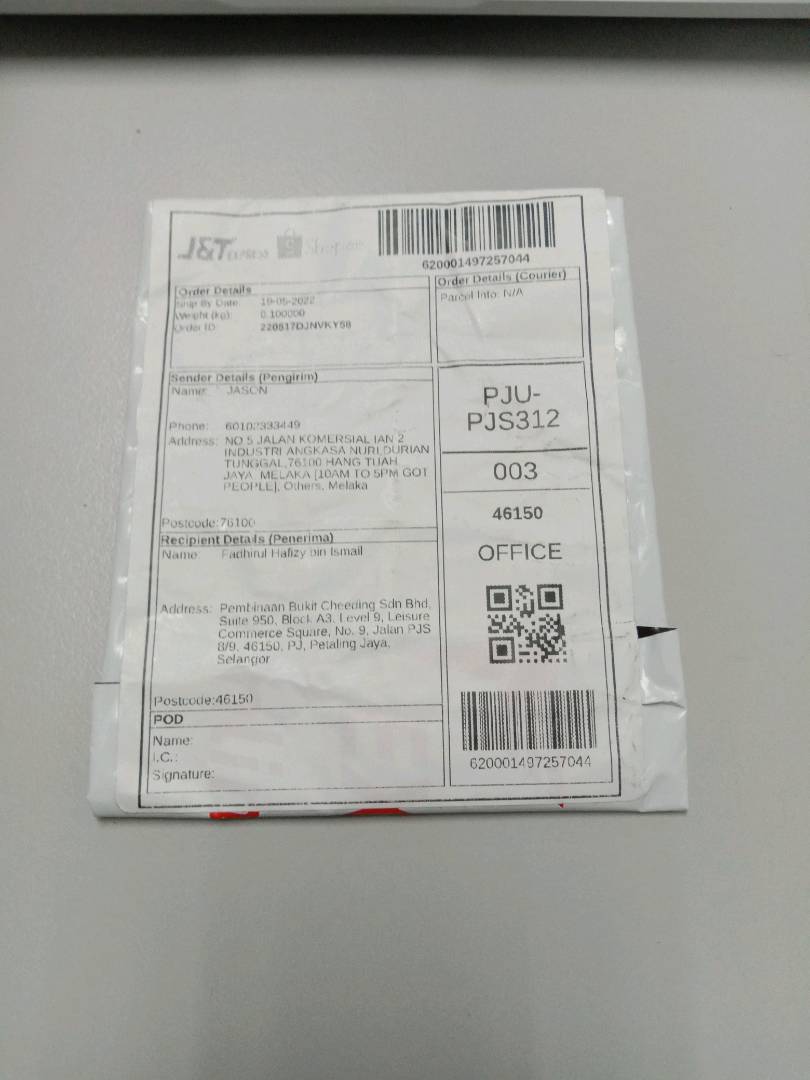 J&T EXPRESS Shopee
620001497257044
Order Details
Ship By Date: 19-05-2022
Weight (kg): 0.100000
Order ID:
Order Details (Courier)
Parcel Info: N/A
Sender Details (Pengirim)
Name: JASON
Phone: 60102333449
Address: NO 5 JALAN KOMERSIAL TAN 2
INDUSTRI ANGKASA NURI,DURIAN
TUNGGAL,76100 HANG TUAH
JAYA, MELAKA [10AM TO 5PM GOT
PEOPLE], Others, Melaka
Postcode:76100
Recipient Details (Penerima)
Name: Fadhirul Hafizy bin Ismail
Address: Pembinaan Bukit Cheeding Sdn Bhd,
Suite 950, Block A3, Level 9, Leisure
Commerce Square, No. 9, Jalan PJS
8/9, 46150, PJ, Petaling Jaya,
Selangor
Postcode:46150
POD
Name:
I.C.:
Signature:
PJU-
PJS312
003
46150
OFFICE
620001497257044